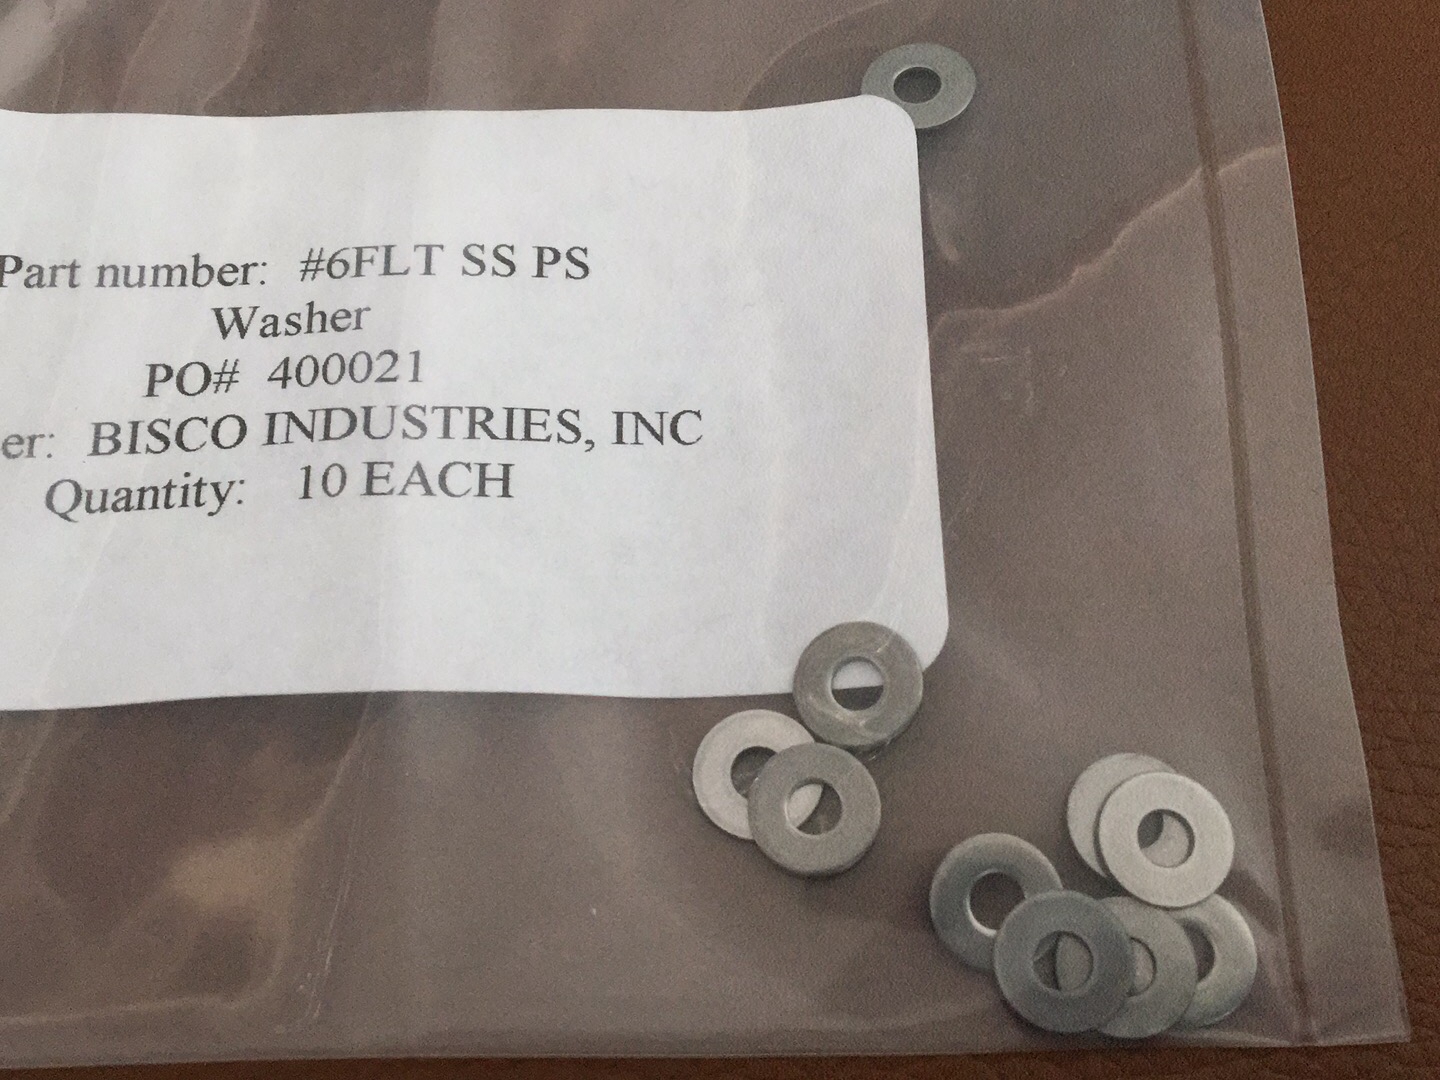 Part number: #6FLT SS PS
Washer
PO# 400021
er: BISCO INDUSTRIES, INC
Quantity: 10 EACH